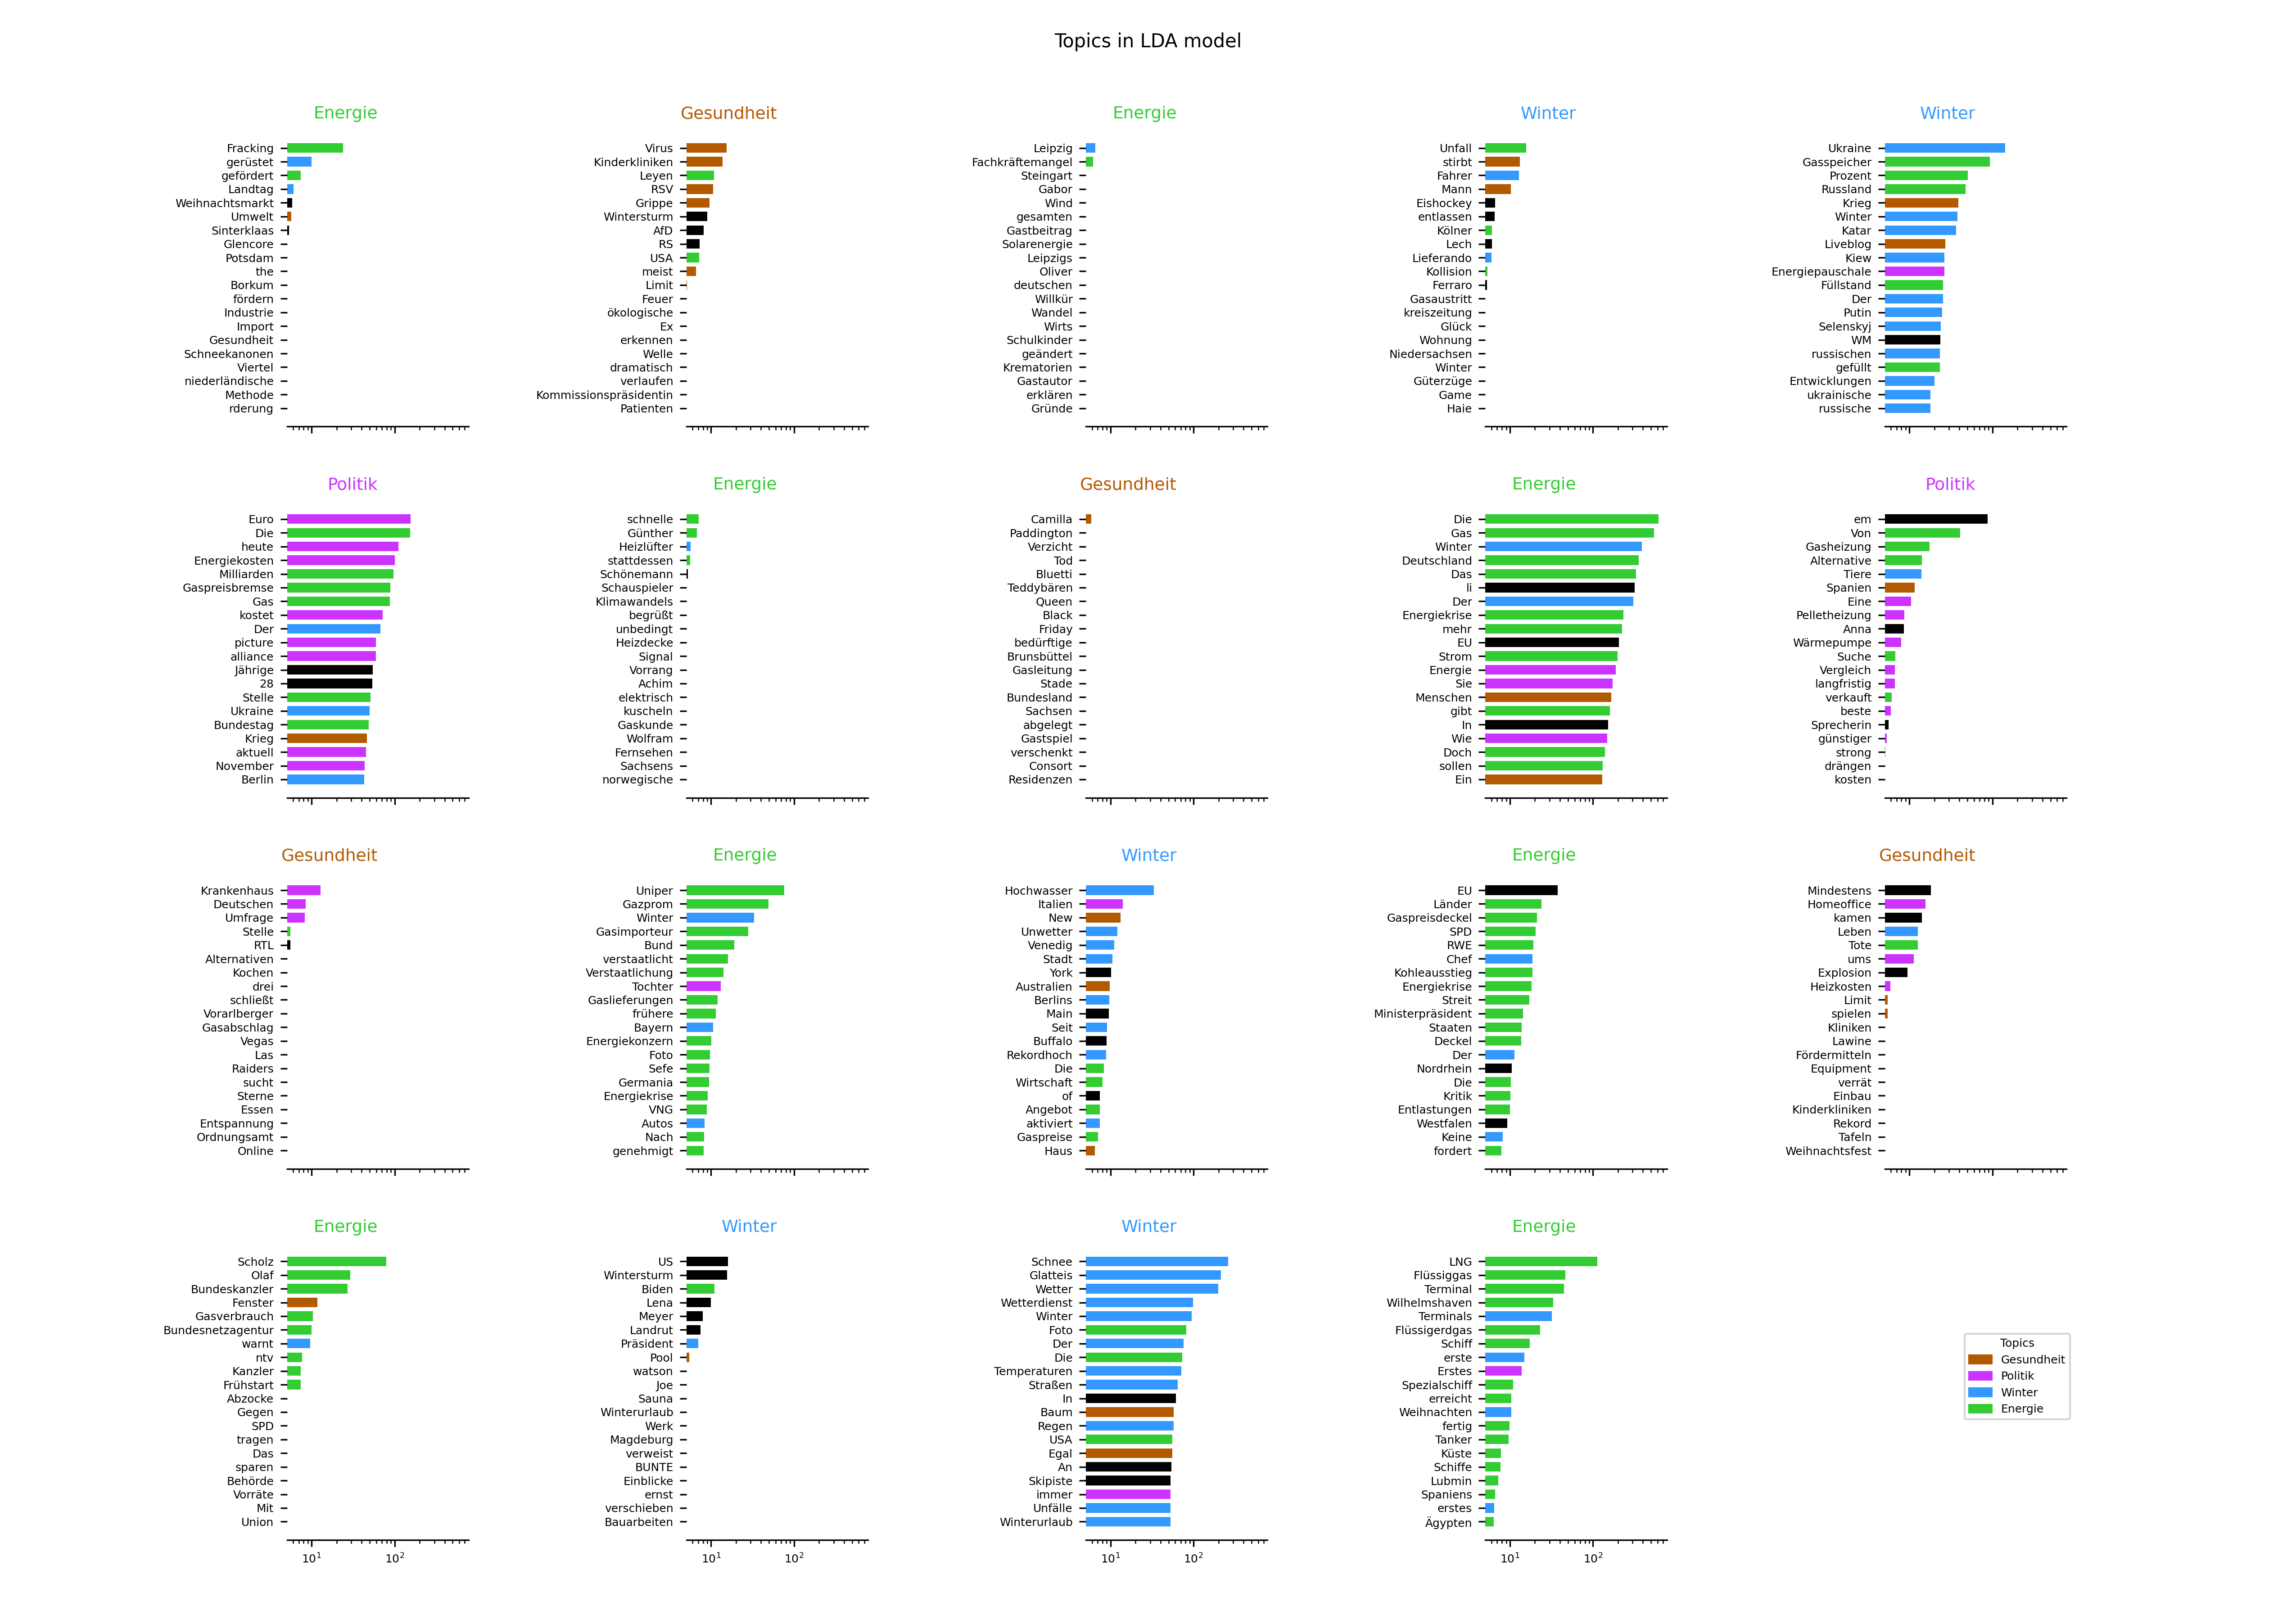 Topics in LDA model
Energie
Fracking
gerüstet
gefördert
Landtag
Weihnachtsmarkt
Umwelt
Sinterklaas
Glencore
Potsdam
the
Borkum
fördern
Industrie
Import
Gesundheit
Schneekanonen
Viertel
niederländische
Methode
rderung
Gesundheit
Virus
Kinderkliniken
Leyen
RSV
Grippe
Wintersturm
AfD
RS
USA
meist
Limit
Feuer
ökologische
Ex
erkennen
Welle
dramatisch
verlaufen
Kommissionspräsidentin
Patienten
Energie
Leipzig
Fachkräftemangel
Steingart
Gabor
Wind
gesamten
Gastbeitrag
Solarenergie
Leipzigs
Oliver
deutschen
Willkür
Wandel
Wirts
Schulkinder
geändert
Krematorien
Gastautor
erklären
Gründe
Winter
Unfall
stirbt
Fahrer
Mann
Eishockey
entlassen
Kölner
Lech
Lieferando
Kollision
Ferraro
Gasaustritt
kreiszeitung
Glück
Wohnung
Niedersachsen
Winter
Güterzüge
Game
Haie
Winter
Ukraine
Gasspeicher
Prozent
Russland
Krieg
Winter
Katar
Liveblog
Kiew
Energiepauschale
Füllstand
Der
Putin
Selenskyj
WM
russischen
gefüllt
Entwicklungen
ukrainische
russische
Politik
Euro
Die
heute
Energiekosten
Milliarden
Gaspreisbremse
Gas
kostet
Der
picture
alliance
Jährige
28
Stelle
Ukraine
Bundestag
Krieg
aktuell
November
Berlin
Energie
schnelle
Günther
Heizlüfter
stattdessen
Schönemann
Schauspieler
Klimawandels
begrüßt
unbedingt
Heizdecke
Signal
Vorrang
Achim
elektrisch
kuscheln
Gaskunde
Wolfram
Fernsehen
Sachsens
norwegische
Gesundheit
Camilla
Paddington
Verzicht
Tod
Bluetti
Teddybären
Queen
Black
Friday
bedürftige
Brunsbüttel
Gasleitung
Stade
Bundesland
Sachsen
abgelegt
Gastspiel
verschenkt
Consort
Residenzen
Energie
Die
Gas
Winter
Deutschland
Das
li
Der
Energiekrise
mehr
EU
Strom
Energie
Sie
Menschen
gibt
In
Wie
Doch
sollen
Ein
Politik
em
Von
Gasheizung
Alternative
Tiere
Spanien
Eine
Pelletheizung
Anna
Wärmepumpe
Suche
Vergleich
langfristig
verkauft
beste
Sprecherin
günstiger
strong
drängen
kosten
Gesundheit
Krankenhaus
Deutschen
Umfrage
Stelle
RTL
Alternativen
Kochen
drei
schließt
Vorarlberger
Gasabschlag
Vegas
Las
Raiders
sucht
Sterne
Essen
Entspannung
Ordnungsamt
Online
Energie
Uniper
Gazprom
Winter
Gasimporteur
Bund
verstaatlicht
Verstaatlichung
Tochter
Gaslieferungen
frühere
Bayern
Energiekonzern
Foto
Sefe
Germania
Energiekrise
VNG
Autos
Nach
genehmigt
Winter
Hochwasser
Italien
New
Unwetter
Venedig
Stadt
York
Australien
Berlins
Main
Seit
Buffalo
Rekordhoch
Die
Wirtschaft
of
Angebot
aktiviert
Gaspreise
Haus
Energie
EU
Länder
Gaspreisdeckel
SPD
RWE
Chef
Kohleausstieg
Energiekrise
Streit
Ministerpräsident
Staaten
Deckel
Der
Nordrhein
Die
Kritik
Entlastungen
Westfalen
Keine
fordert
Gesundheit
Mindestens
Homeoffice
kamen
Leben
Tote
ums
Explosion
Heizkosten
Limit
spielen
Kliniken
Lawine
Fördermitteln
Equipment
verrät
Einbau
Kinderkliniken
Rekord
Tafeln
Weihnachtsfest
Energie
Scholz
Olaf
Bundeskanzler
Fenster
Gasverbrauch
Bundesnetzagentur
warnt
ntv
Kanzler
Frühstart
Abzocke
Gegen
SPD
tragen
Das
sparen
Behörde
Vorräte
Mit
Union
10¹ 10²
Winter
US
Wintersturm
Biden
Lena
Meyer
Landrut
Präsident
Pool
watson
Joe
Sauna
Winterurlaub
Werk
Magdeburg
verweist
BUNTE
Einblicke
ernst
verschieben
Bauarbeiten
10¹ 10²
Winter
Schnee
Glatteis
Wetter
Wetterdienst
Winter
Foto
Der
Die
Temperaturen
Straßen
In
Baum
Regen
USA
Egal
An
Skipiste
immer
Unfälle
Winterurlaub
10¹ 10²
Energie
LNG
Flüssiggas
Terminal
Wilhelmshaven
Terminals
Flüssigerdgas
Schiff
erste
Erstes
Spezialschiff
erreicht
Weihnachten
fertig
Tanker
Küste
Schiffe
Lubmin
Spaniens
erstes
Ägypten
10¹ 10²
Topics
Gesundheit
Politik
Winter
Energie